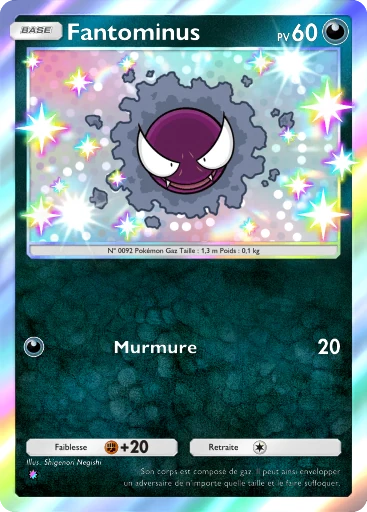 BASE Fantominus PV 60
N° 0092 Pokémon Gaz Taille : 1,3 m Poids : 0,1 kg
Murmure 20
Faiblesse +20 Retraite
Illus. Shigenori Negishi
Son corps est composé de gaz. Il peut ainsi envelopper
un adversaire de n'importe quelle taille et le faire suffoquer.